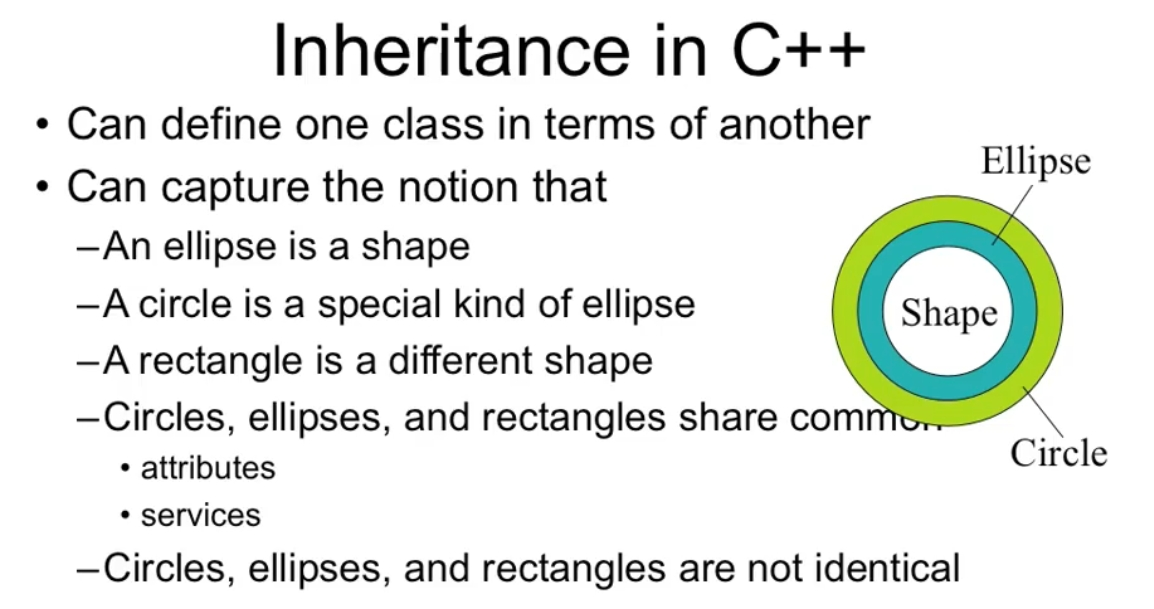 Inheritance in C++
• Can define one class in terms of another
• Can capture the notion that
–An ellipse is a shape
–A circle is a special kind of ellipse
–A rectangle is a different shape
–Circles, ellipses, and rectangles share common
• attributes
• services
–Circles, ellipses, and rectangles are not identical
Ellipse
Shape
Circle